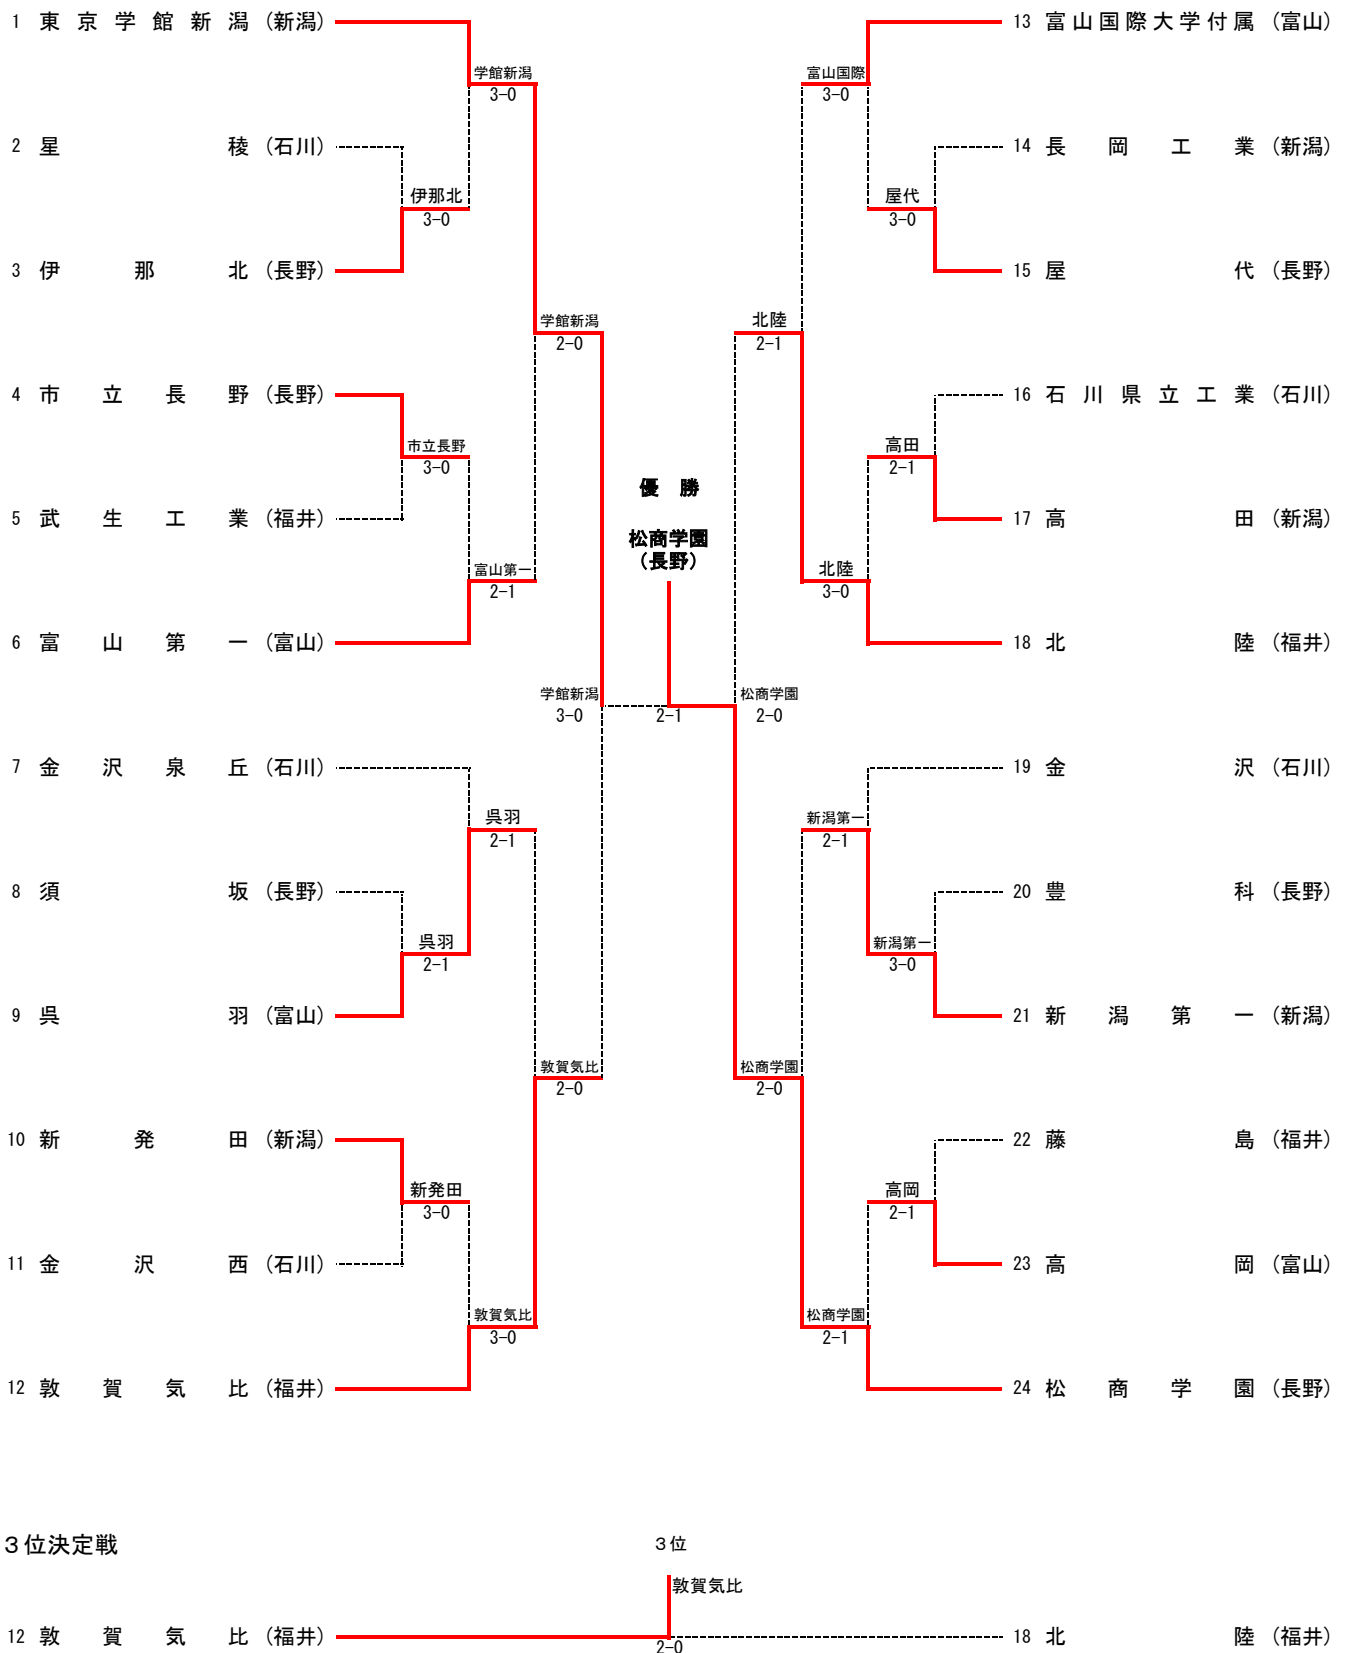 1 東京学館新潟 (新潟)
13 富山国際大学付属 (富山)
学館新潟
3-0
富山国際
3-0
2 星稜 (石川)
14 長岡工業 (新潟)
伊那北
3-0
屋代
3-0
3 伊那北 (長野)
15 屋代 (長野)
学館新潟
2-0
北陸
2-1
4 市立長野 (長野)
16 石川県立工業 (石川)
市立長野
3-0
高田
2-1
優勝
5 武生工業 (福井)
17 高田 (新潟)
松商学園
(長野)
富山第一
2-1
北陸
3-0
6 富山第一 (富山)
18 北陸 (福井)
学館新潟
3-0
2-1
松商学園
2-0
7 金沢泉丘 (石川)
19 金沢 (石川)
呉羽
2-1
新潟第一
2-1
8 須坂 (長野)
20 豊科 (長野)
呉羽
2-1
新潟第一
3-0
9 呉羽 (富山)
21 新潟第一 (新潟)
敦賀気比
2-0
松商学園
2-0
10 新発田 (新潟)
22 藤島 (福井)
新発田
3-0
高岡
2-1
11 金沢西 (石川)
23 高岡 (富山)
敦賀気比
3-0
松商学園
2-1
12 敦賀気比 (福井)
24 松商学園 (長野)
３位決定戦
３位
敦賀気比
12 敦賀気比 (福井)
2-0
18 北陸 (福井)